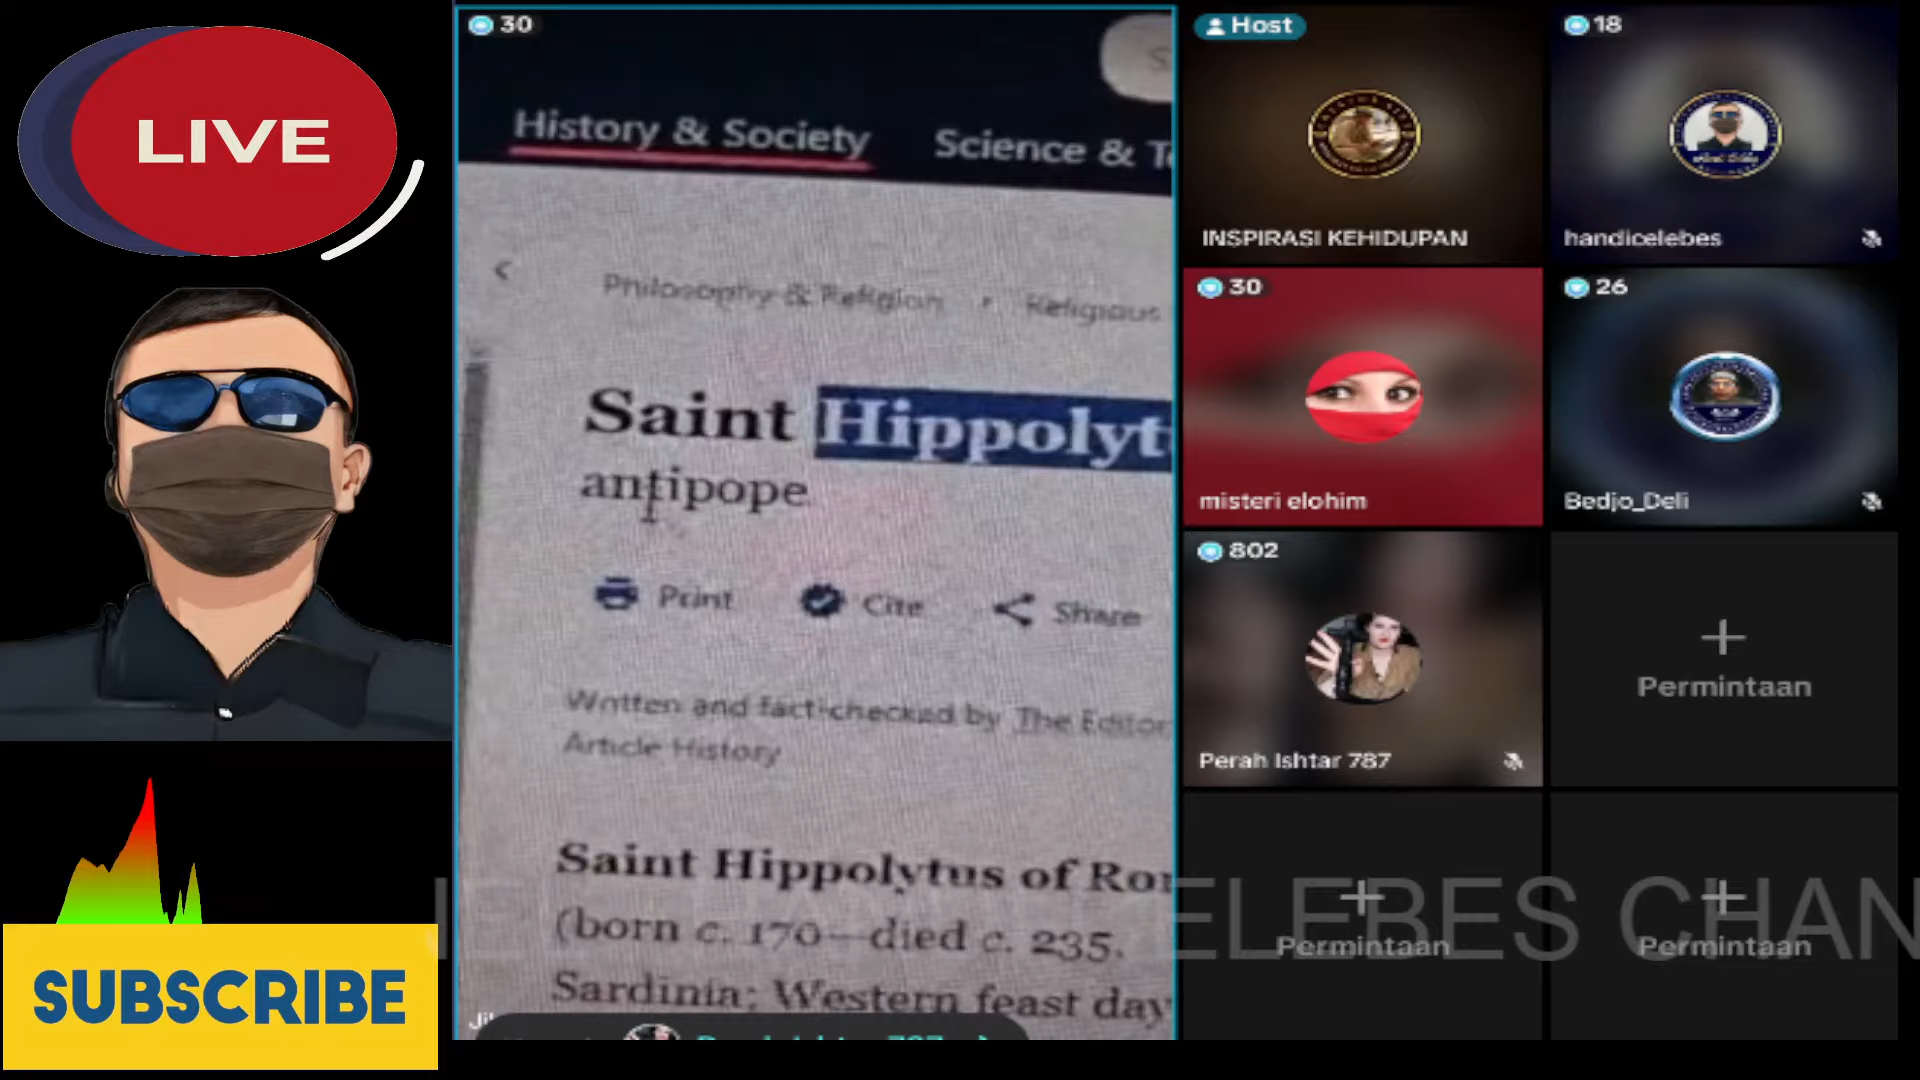 LIVE
SUBSCRIBE
30
History & Society
Science & Te
Philosophy & Religion
Religious
Saint Hippolyt
antipope
Print
Cite
Share
Written and fact-checked by The Editor
Article History
Saint Hippolytus of Ro
(born c. 170—died c. 235,
Sardinia; Western feast day
Host
INSPIRASI KEHIDUPAN
18
handicelebes
30
misteri elohim
26
Bedjo_Deli
802
Perah Ishtar 787
Permintaan
Permintaan
Permintaan
ELEBES CHAN